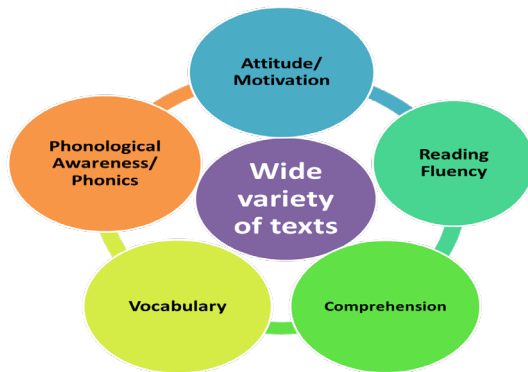 Attitude/
Motivation
Phonological
Awareness/
Phonics
Reading
Fluency
Wide
variety
of texts
Vocabulary
Comprehension